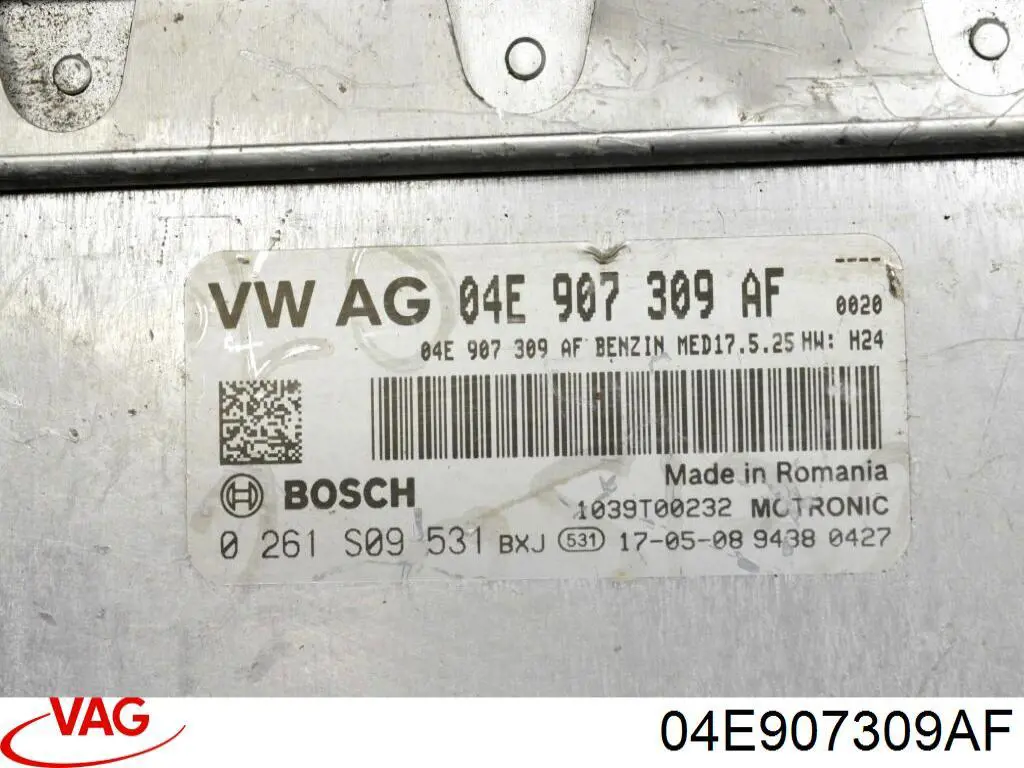 ----
VW AG 04E 907 309 AF 0020
04E 907 309 AF BENZIN MED17.5.25 HW: H24
Made in Romania
BOSCH
1039T00232 MOTRONIC
0 261 S09 531 BXJ 531 17-05-08 9438 0427
VAG
04E907309AF